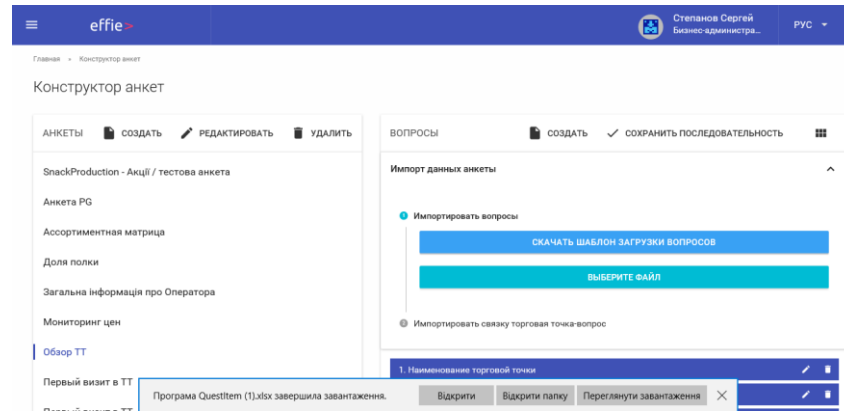 effie>
Степанов Сергей
Бизнес-администра...
РУС
Главная > Конструктор анкет
Конструктор анкет
АНКЕТЫ СОЗДАТЬ РЕДАКТИРОВАТЬ УДАЛИТЬ
SnackProduction - Акції / тестова анкета
Анкета PG
Ассортиментная матрица
Доля полки
Загальна інформація про Оператора
Мониторинг цен
Обзор ТТ
Первый визит в ТТ
ВОПРОСЫ СОЗДАТЬ СОХРАНИТЬ ПОСЛЕДОВАТЕЛЬНОСТЬ
Импорт данных анкеты
Импортировать вопросы
СКАЧАТЬ ШАБЛОН ЗАГРУЗКИ ВОПРОСОВ
ВЫБЕРИТЕ ФАЙЛ
Импортировать связку торговая точка-вопрос
1. Наименование торговой точки
Програма QuestItem (1).xlsx завершила завантаження. Відкрити Відкрити папку Переглянути завантаження